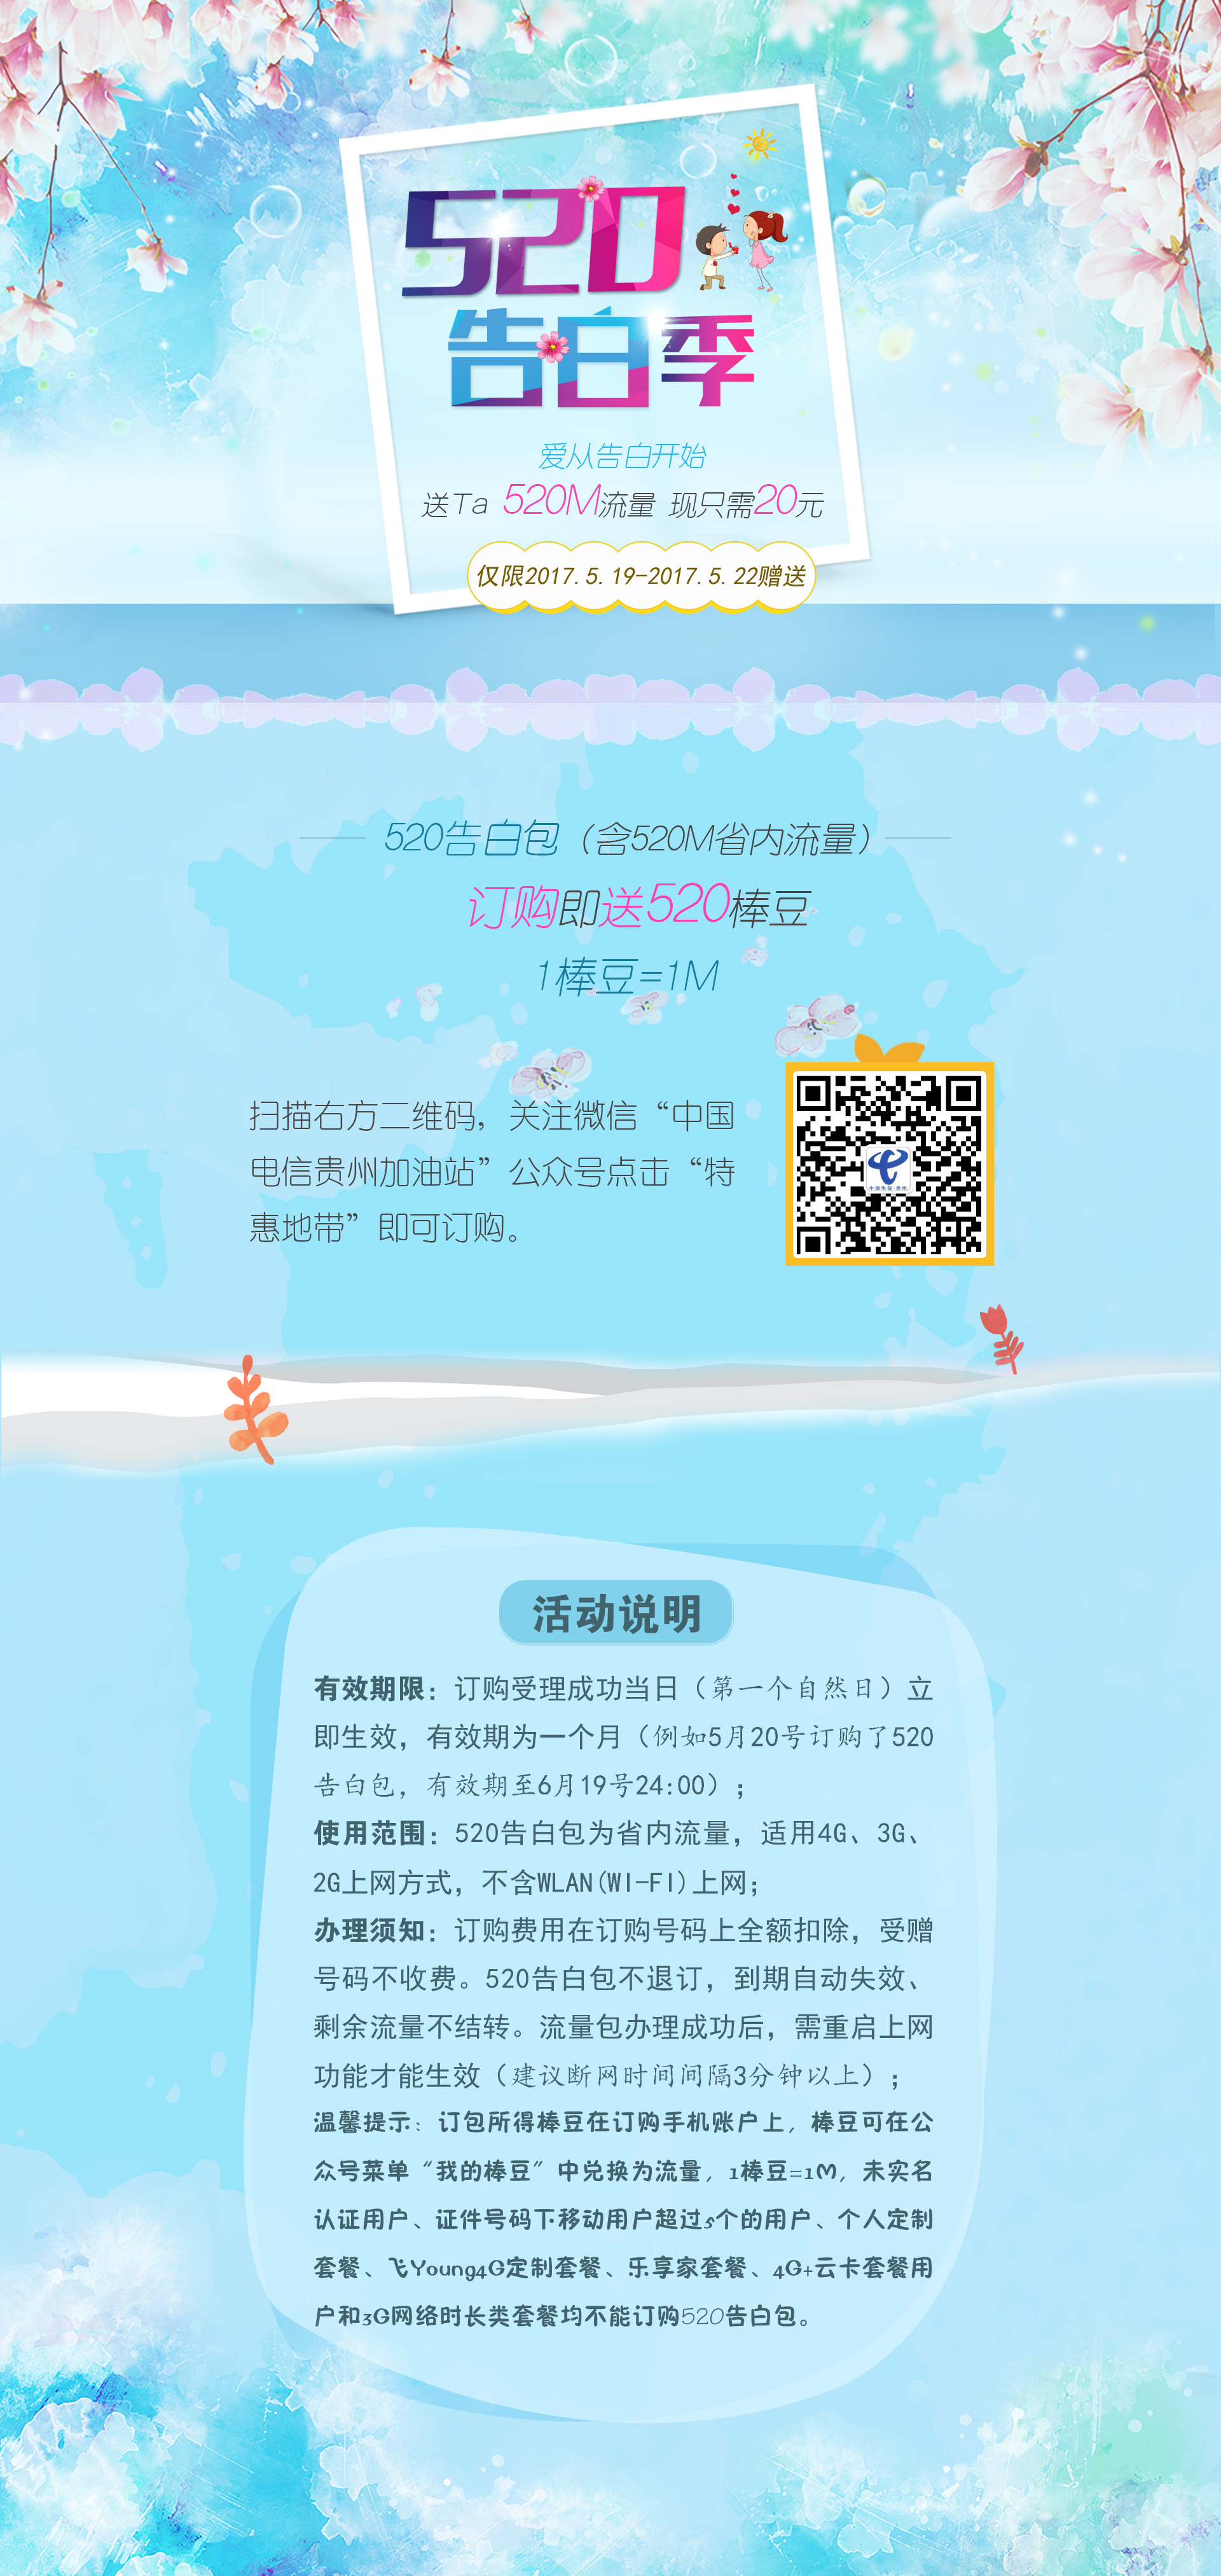 520
告白季
爱从告白开始
送Ta 520M流量 现只需20元
仅限2017.5.19-2017.5.22赠送
520告白包（含520M省内流量）
订购即送520棒豆
1棒豆=1M
扫描右方二维码，关注微信“中国
电信贵州加油站”公众号点击“特
惠地带”即可订购。
中国电信·贵州
活动说明
有效期限：订购受理成功当日（第一个自然日）立
即生效，有效期为一个月（例如5月20号订购了520
告白包，有效期至6月19号24:00）；
使用范围：520告白包为省内流量，适用4G、3G、
2G上网方式，不含WLAN(WI-FI)上网；
办理须知：订购费用在订购号码上全额扣除，受赠
号码不收费。520告白包不退订，到期自动失效、
剩余流量不结转。流量包办理成功后，需重启上网
功能才能生效（建议断网时间间隔3分钟以上）；
温馨提示：订包所得棒豆在订购手机账户上，棒豆可在公
众号菜单“我的棒豆”中兑换为流量，1棒豆=1M，未实名
认证用户、证件号码下移动用户超过5个的用户、个人定制
套餐、飞Young4G定制套餐、乐享家套餐、4G+云卡套餐用
户和3G网络时长类套餐均不能订购520告白包。